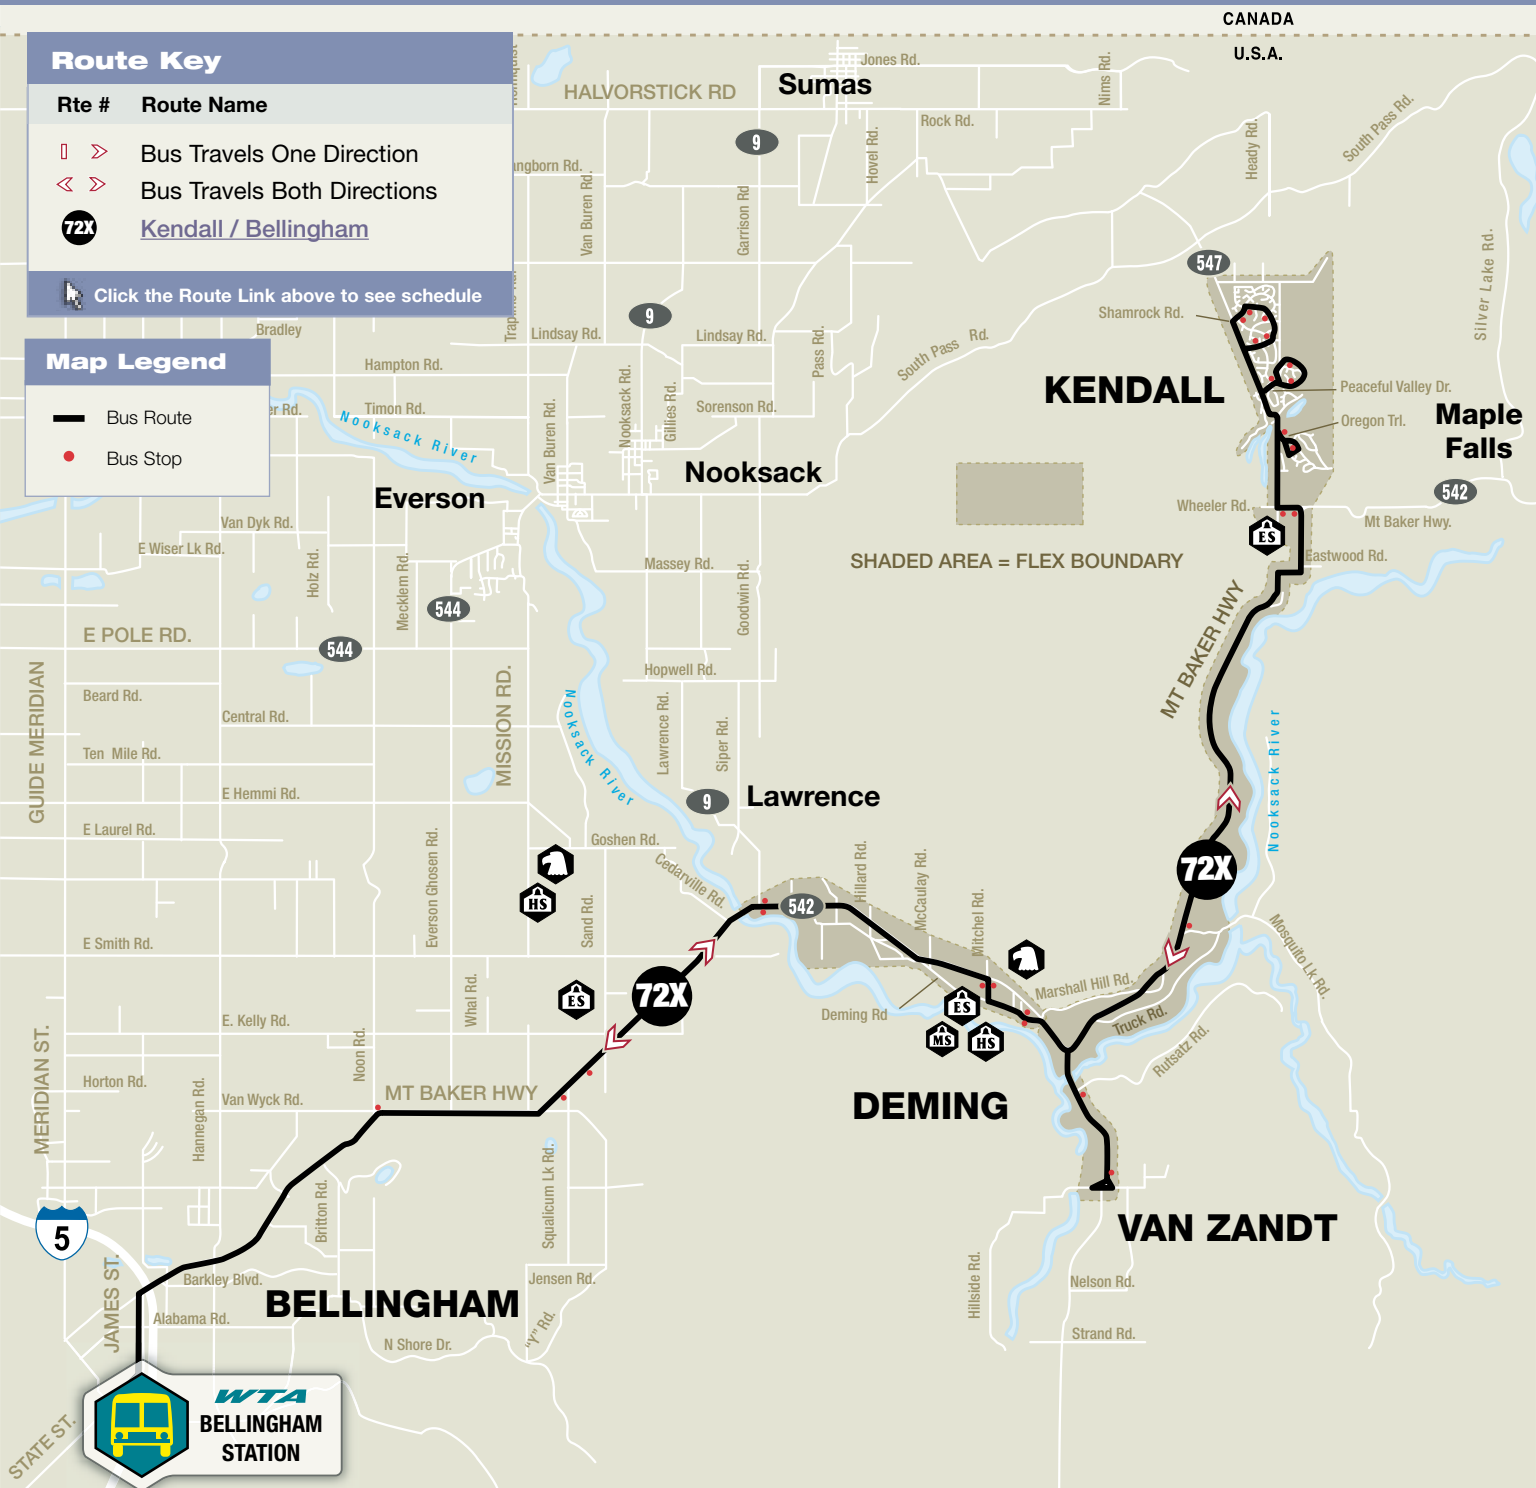 CANADA
U.S.A.
Route Key
Rte # Route Name
Bus Travels One Direction
Bus Travels Both Directions
72X Kendall / Bellingham
Click the Route Link above to see schedule
Map Legend
Bus Route
Bus Stop
HALVORSTICK RD
Sumas
Jones Rd.
Nims Rd.
Rock Rd.
Hovel Rd.
9
Van Buren Rd.
Garrison Rd
Heady Rd.
South Pass Rd.
Silver Lake Rd.
547
Shamrock Rd.
Bradley
Lindsay Rd.
9
Lindsay Rd.
Pass Rd.
South Pass Rd.
Hampton Rd.
Timon Rd.
Nooksack River
Van Buren Rd.
Nooksack Rd.
Gillies Rd.
Sorenson Rd.
KENDALL
Peaceful Valley Dr.
Oregon Trl.
Maple
Falls
Everson
Nooksack
542
Wheeler Rd.
Mt Baker Hwy.
ES
Eastwood Rd.
SHADED AREA = FLEX BOUNDARY
Van Dyk Rd.
E Wiser Lk Rd.
Holz Rd.
Mecklem Rd.
544
Massey Rd.
Goodwin Rd.
E POLE RD.
544
MT BAKER HWY
Hopwell Rd.
GUIDE MERIDIAN
Beard Rd.
Central Rd.
MISSION RD.
Nooksack River
Lawrence Rd.
Siper Rd.
Nooksack River
Ten Mile Rd.
E Hemmi Rd.
9
Lawrence
E Laurel Rd.
Everson Ghosen Rd.
Goshen Rd.
Cedarville Rd.
HS
Sand Rd.
Hillard Rd.
McCaulay Rd.
Mitchel Rd.
72X
542
E Smith Rd.
Mosquito Lk Rd.
Whal Rd.
ES
72X
Marshall Hill Rd.
Deming Rd
ES
MS
HS
Truck Rd.
Rutsatz Rd.
E. Kelly Rd.
Noon Rd.
MERIDIAN ST.
Horton Rd.
Hannegan Rd.
Van Wyck Rd.
MT BAKER HWY
DEMING
Squalicum Lk Rd.
Britton Rd.
VAN ZANDT
5
JAMES ST.
Barkley Blvd.
Alabama Rd.
BELLINGHAM
Jensen Rd.
"Y" Rd.
N Shore Dr.
Hillside Rd.
Nelson Rd.
Strand Rd.
WTA
BELLINGHAM
STATION
STATE ST.